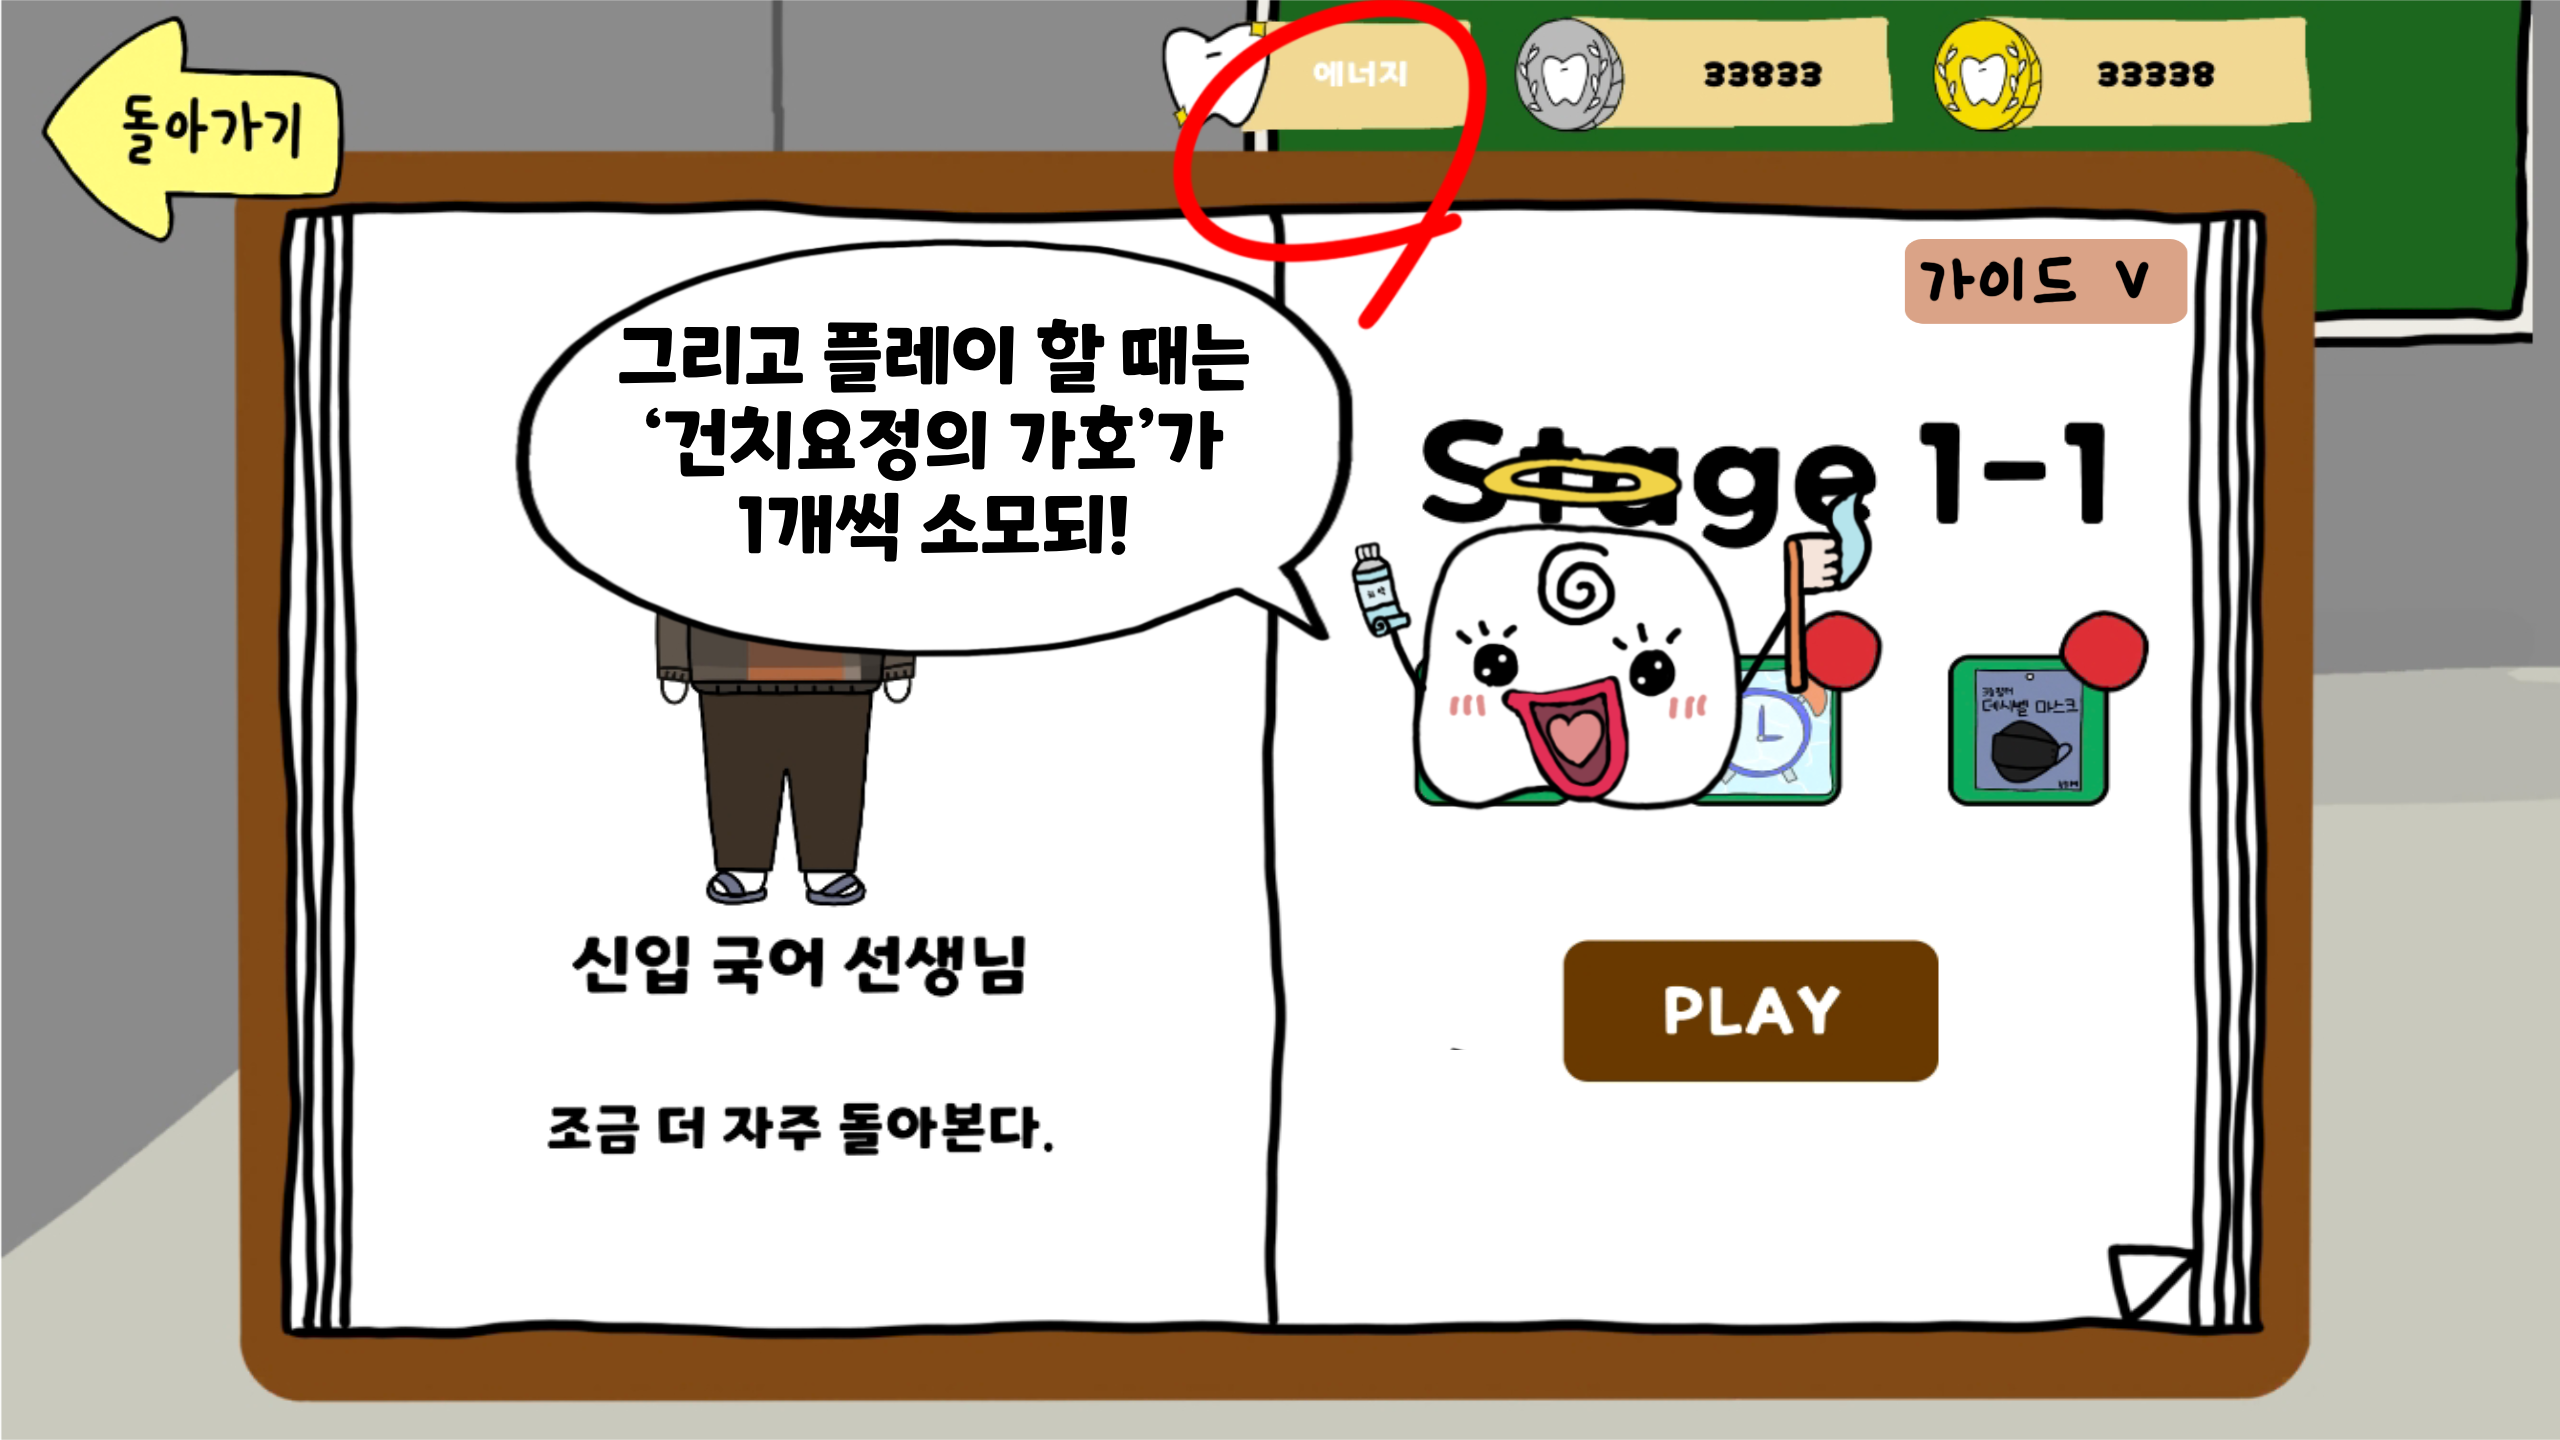 돌아가기
에너지
33833
33338
가이드 V
그리고 플레이 할 때는
‘건치요정의 가호’가
1개씩 소모되!
Stage 1-1
데시벨 마스크
신입 국어 선생님
조금 더 자주 돌아본다.
PLAY